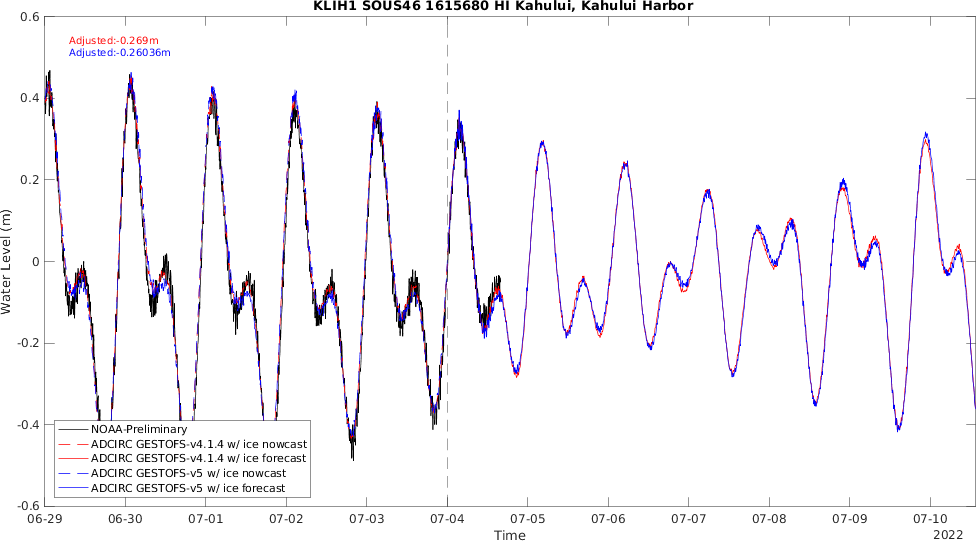 KLIH1 SOUS46 1615680 HI Kahului, Kahului Harbor
Adjusted:-0.269m
Adjusted:-0.26036m
0.6
0.4
0.2
0
-0.2
-0.4
-0.6
Water Level (m)
NOAA-Preliminary
ADCIRC GESTOFS-v4.1.4 w/ ice nowcast
ADCIRC GESTOFS-v4.1.4 w/ ice forecast
ADCIRC GESTOFS-v5 w/ ice nowcast
ADCIRC GESTOFS-v5 w/ ice forecast
06-29 06-30 07-01 07-02 07-03 07-04 07-05 07-06 07-07 07-08 07-09 07-10
Time
2022